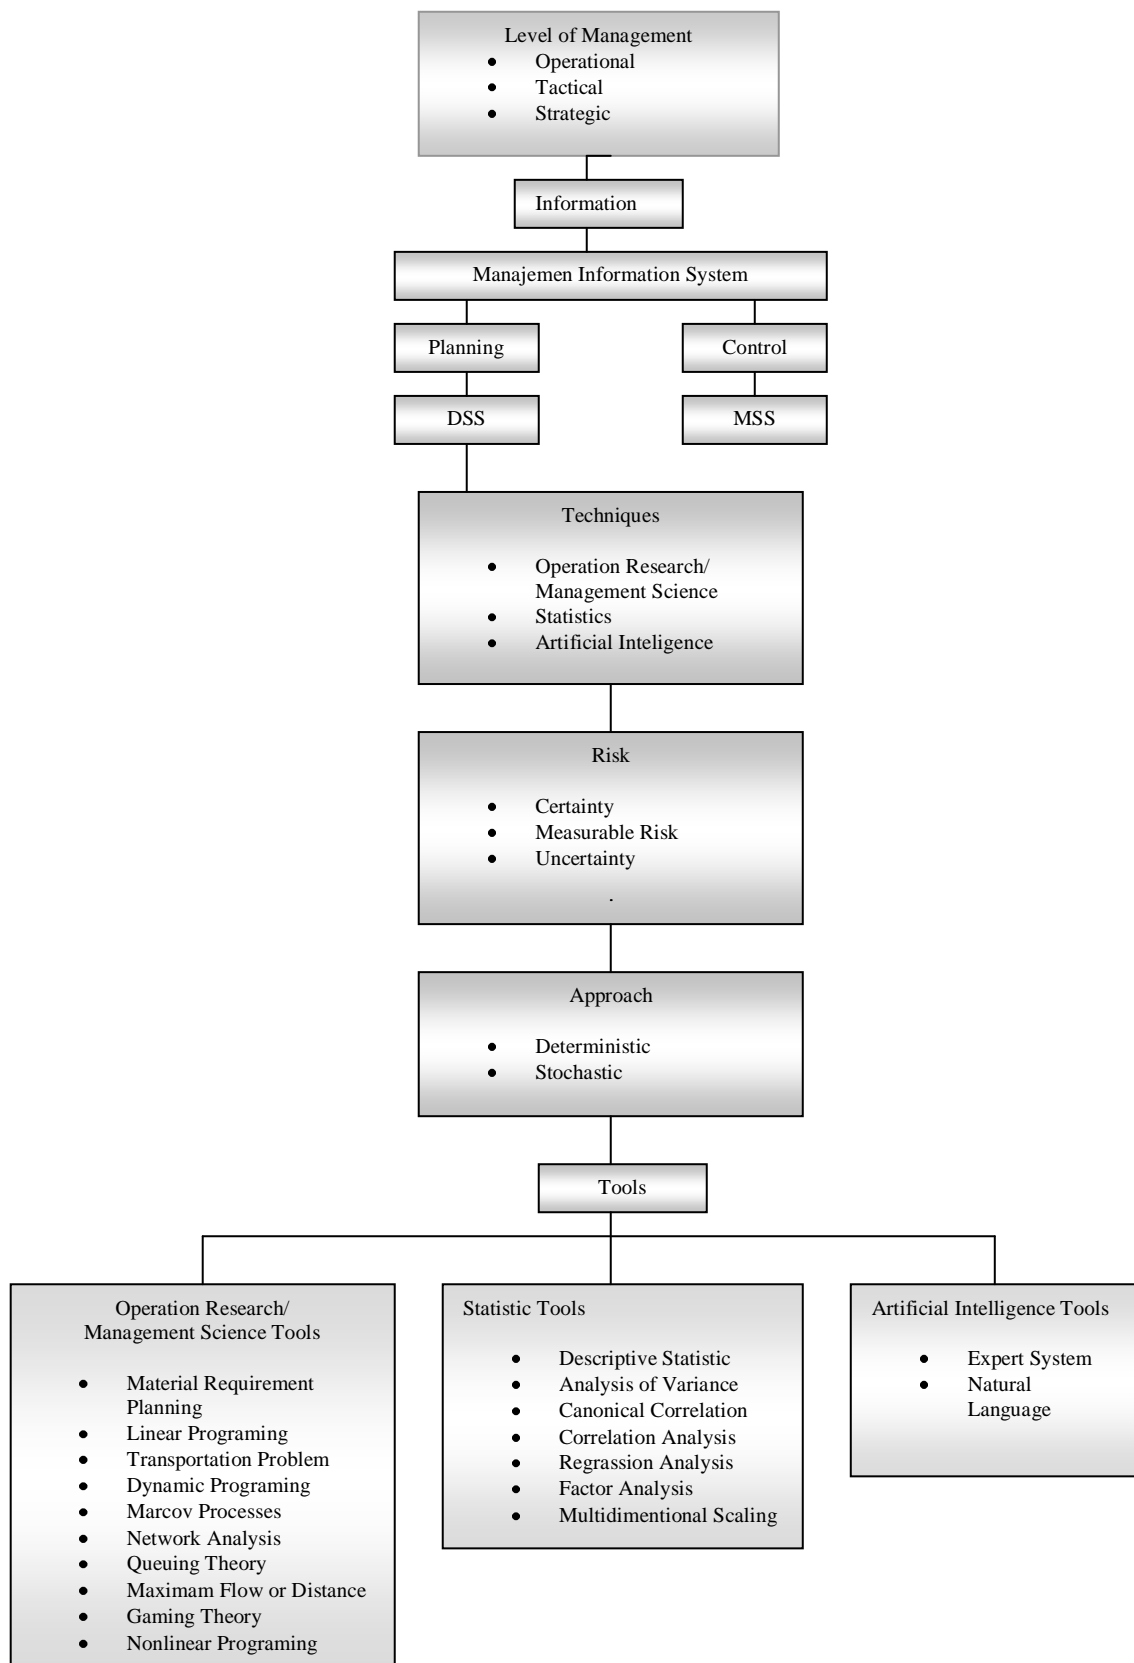 Level of Management
• Operational
• Tactical
• Strategic
Information
Manajemen Information System
Planning
Control
DSS
MSS
Techniques
• Operation Research/
Management Science
• Statistics
• Artificial Inteligence
Risk
• Certainty
• Measurable Risk
• Uncertainty
.
Approach
• Deterministic
• Stochastic
Tools
Operation Research/
Management Science Tools
• Material Requirement
Planning
• Linear Programing
• Transportation Problem
• Dynamic Programing
• Marcov Processes
• Network Analysis
• Queuing Theory
• Maximam Flow or Distance
• Gaming Theory
• Nonlinear Programing
Statistic Tools
• Descriptive Statistic
• Analysis of Variance
• Canonical Correlation
• Correlation Analysis
• Regrassion Analysis
• Factor Analysis
• Multidimentional Scaling
Artificial Intelligence Tools
• Expert System
• Natural
Language